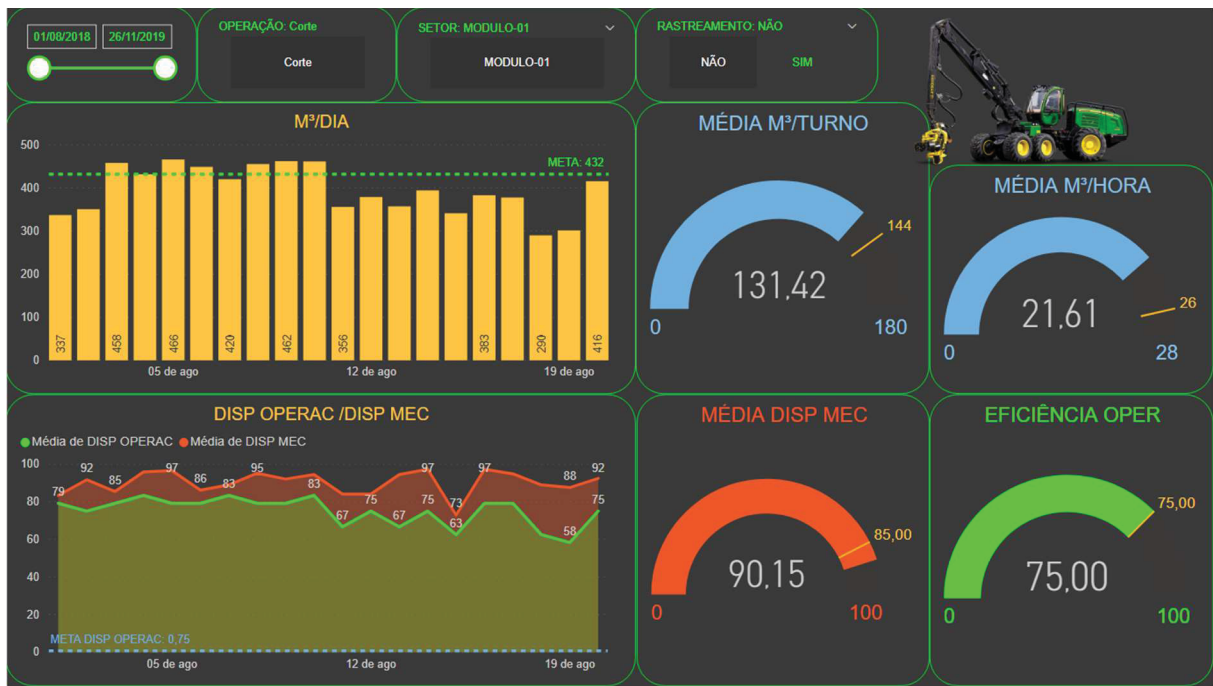 01/08/2018 26/11/2019
OPERAÇÃO: Corte
Corte
SETOR: MODULO-01
MODULO-01
RASTREAMENTO: NÃO
NÃO SIM
M³/DIA
500
400
300
200
100
0
META: 432
337 458 466 420 462 356 383 290 416
05 de ago 12 de ago 19 de ago
MÉDIA M³/TURNO
144
131,42
0 180
MÉDIA M³/HORA
26
21,61
0 28
DISP OPERAC /DISP MEC
Média de DISP OPERAC Média de DISP MEC
100
80
60
40
20
0
92 85 97 86 95 97 73 97 88 92
79 83 83 67 75 67 75 63 58 75
META DISP OPERAC: 0,75
05 de ago 12 de ago 19 de ago
MÉDIA DISP MEC
85,00
90,15
0 100
EFICIÊNCIA OPER
75,00
75,00
0 100